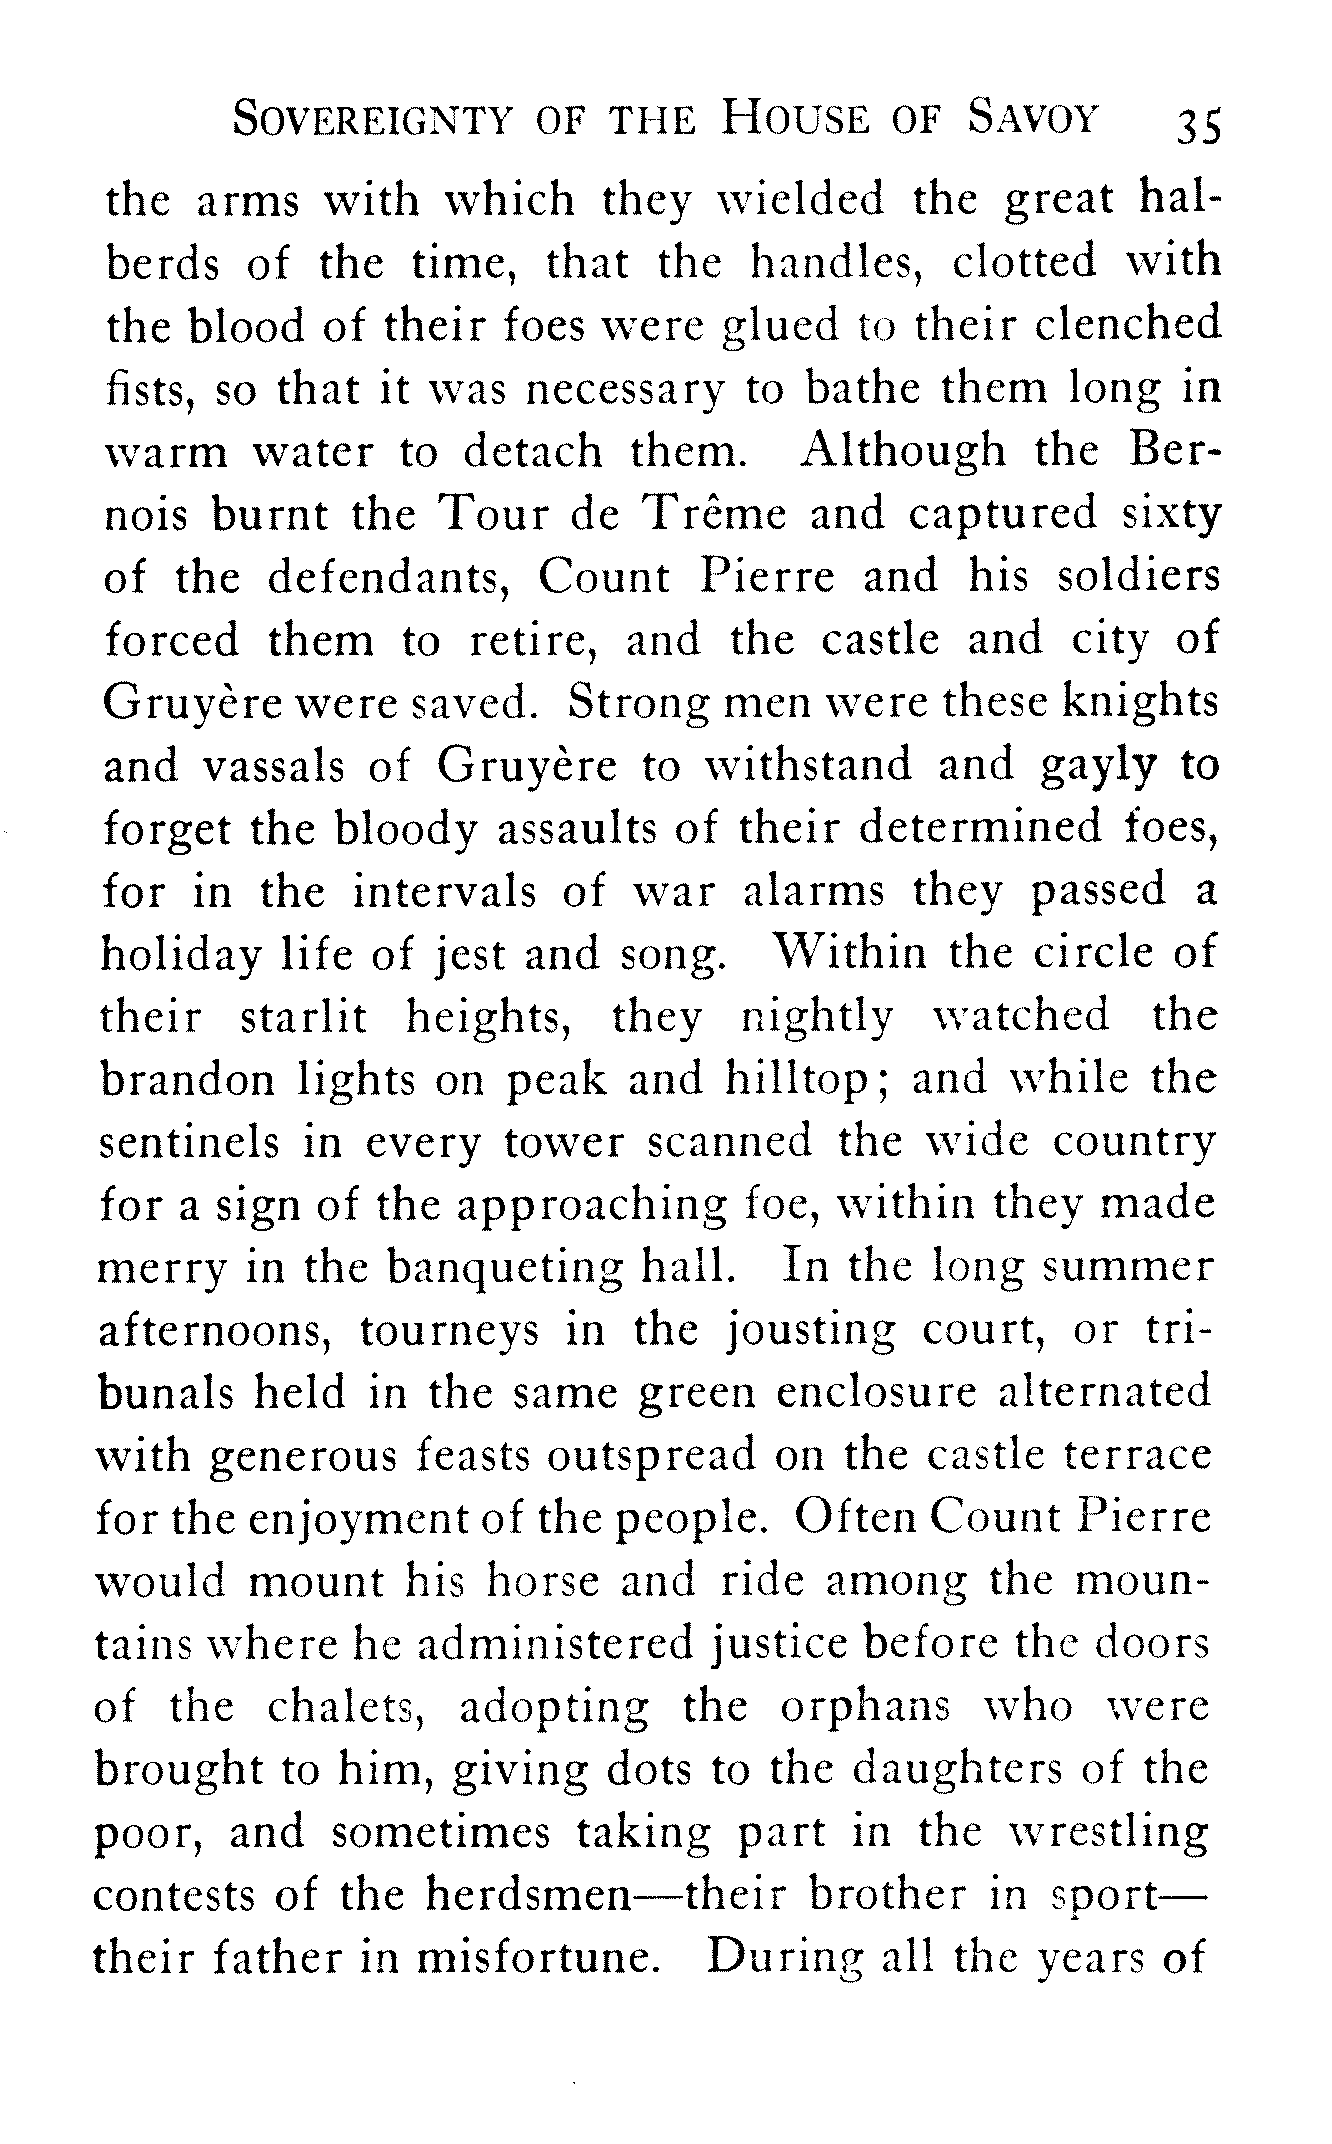 SOVEREIGNTY OF THE HOUSE OF SAVOY 35
the arms with which they wielded the great hal-
berds of the time, that the handles, clotted with
the blood of their foes were glued to their clenched
fists, so that it was necessary to bathe them long in
warm water to detach them. Although the Ber-
nois burnt the Tour de Trême and captured sixty
of the defendants, Count Pierre and his soldiers
forced them to retire, and the castle and city of
Gruyère were saved. Strong men were these knights
and vassals of Gruyère to withstand and gayly to
forget the bloody assaults of their determined foes,
for in the intervals of war alarms they passed a
holiday life of jest and song. Within the circle of
their starlit heights, they nightly watched the
brandon lights on peak and hilltop; and while the
sentinels in every tower scanned the wide country
for a sign of the approaching foe, within they made
merry in the banqueting hall. In the long summer
afternoons, tourneys in the jousting court, or tri-
bunals held in the same green enclosure alternated
with generous feasts outspread on the castle terrace
for the enjoyment of the people. Often Count Pierre
would mount his horse and ride among the moun-
tains where he administered justice before the doors
of the chalets, adopting the orphans who were
brought to him, giving dots to the daughters of the
poor, and sometimes taking part in the wrestling
contests of the herdsmen—their brother in sport—
their father in misfortune. During all the years of